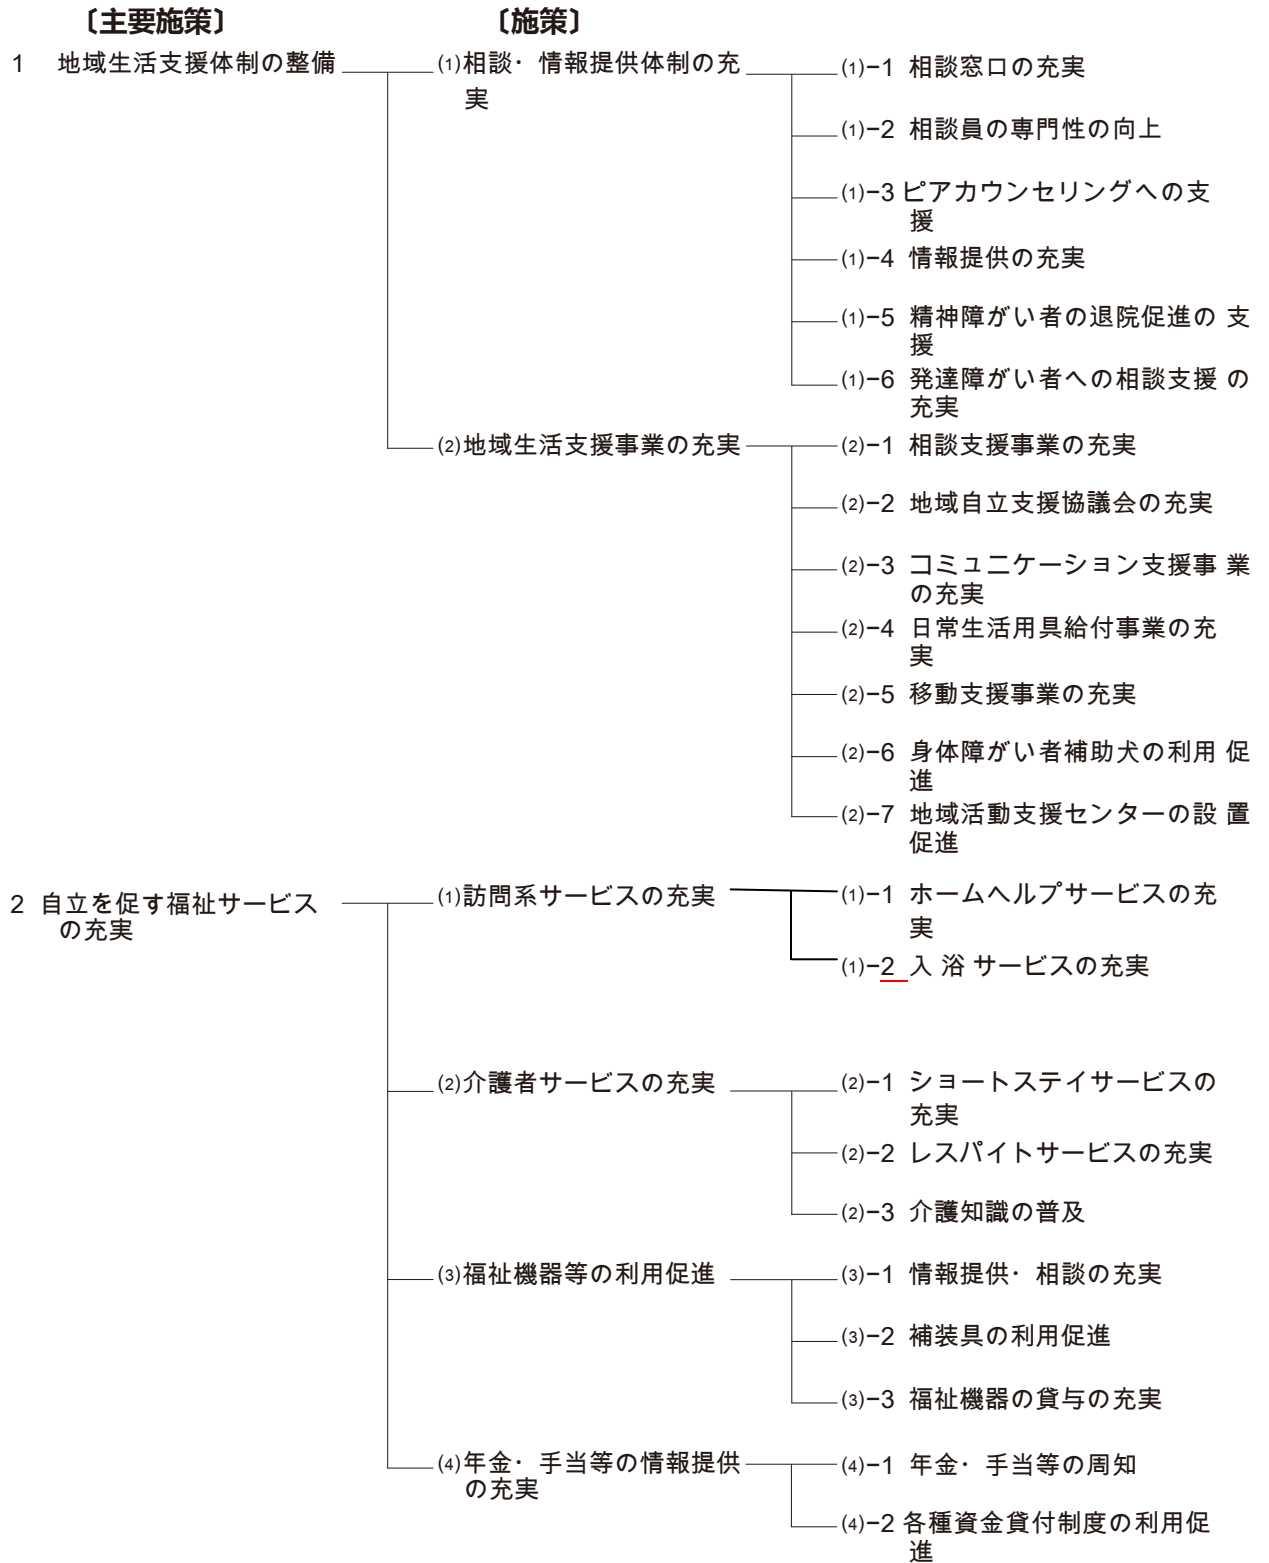 〔主要施策〕 〔施策〕
1 地域生活支援体制の整備
(1)相談・ 情報提供体制の充
実
(1)−1 相談窓口の充実
(1)−2 相談員の専門性の向上
(1)−3 ピアカウンセリングへの支
援
(1)−4 情報提供の充実
(1)−5 精神障がい者の退院促進の 支
援
(1)−6 発達障がい者への相談支援 の
充実
(2)地域生活支援事業の充実
(2)−1 相談支援事業の充実
(2)−2 地域自立支援協議会の充実
(2)−3 コミュニケーション支援事 業
の充実
(2)−4 日常生活用具給付事業の充
実
(2)−5 移動支援事業の充実
(2)−6 身体障がい者補助犬の利用 促
進
(2)−7 地域活動支援センターの設 置
促進
2 自立を促す福祉サービス
の充実
(1)訪問系サービスの充実
(1)−1 ホームヘルプサービスの充
実
(1)−2 入 浴 サービスの充実
(2)介護者サービスの充実
(2)−1 ショートステイサービスの
充実
(2)−2 レスパイトサービスの充実
(2)−3 介護知識の普及
(3)福祉機器等の利用促進
(3)−1 情報提供・ 相談の充実
(3)−2 補装具の利用促進
(3)−3 福祉機器の貸与の充実
(4)年金・ 手当等の情報提供
の充実
(4)−1 年金・ 手当等の周知
(4)−2 各種資金貸付制度の利用促
進